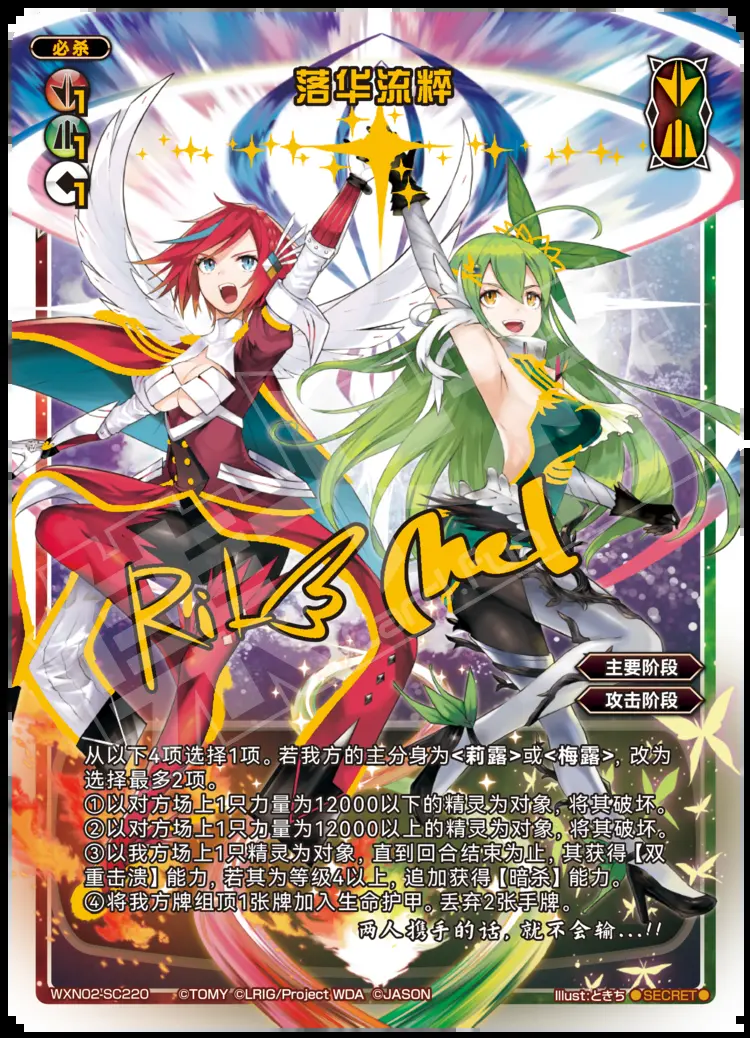 必杀
落华流粹
1
1
1
RiL
Mel
主要阶段
攻击阶段
从以下4项选择1项。若我方的主分身为<莉露>或<梅露>, 改为
选择最多2项。
①以对方场上1只力量为12000以下的精灵为对象, 将其破坏。
②以对方场上1只力量为12000以上的精灵为对象, 将其破坏。
③以我方场上1只精灵为对象, 直到回合结束为止, 其获得【双
重击溃】能力, 若其为等级4以上, 追加获得【暗杀】能力。
④将我方牌组顶1张牌加入生命护甲。丢弃2张手牌。
两人携手的话, 就不会输...!!
WXN02-SC220 ©TOMY ©LRIG/Project WDA ©JASON Illust:ときち ●SECRET●